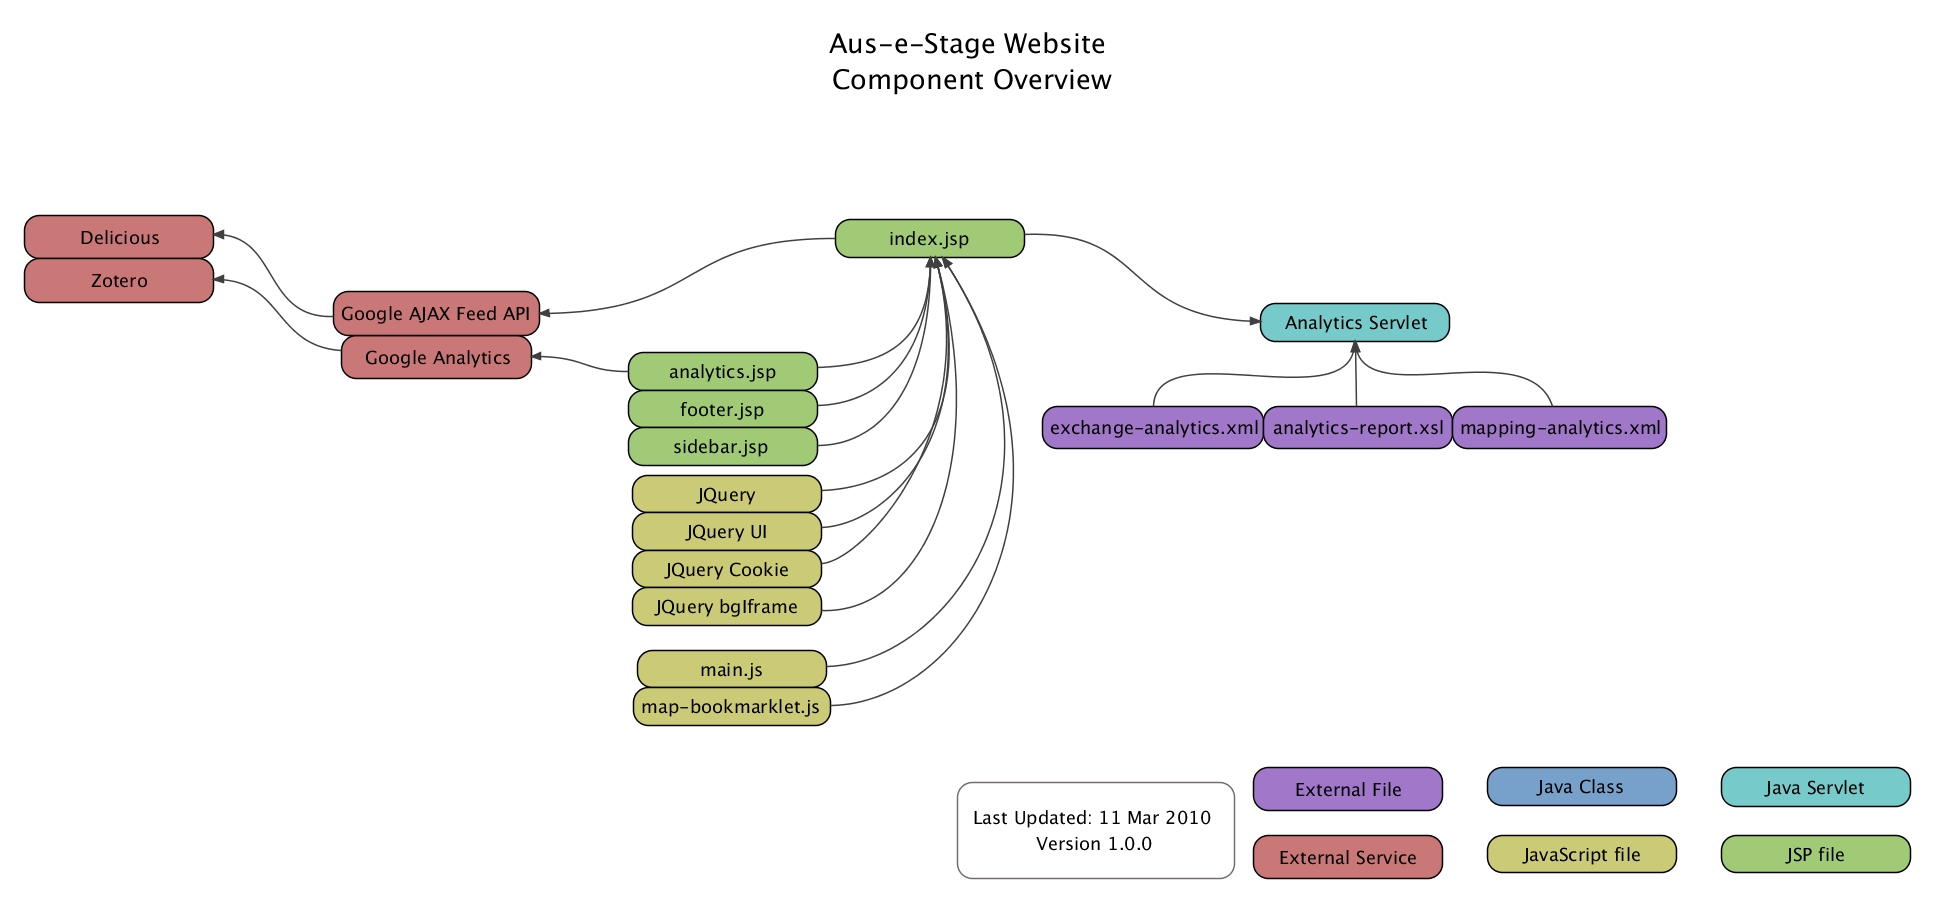 Aus-e-Stage Website
Component Overview
Delicious
Zotero
Google AJAX Feed API
Google Analytics
index.jsp
Analytics Servlet
analytics.jsp
footer.jsp
sidebar.jsp
exchange-analytics.xml
analytics-report.xsl
mapping-analytics.xml
JQuery
JQuery UI
JQuery Cookie
JQuery bgIframe
main.js
map-bookmarklet.js
Last Updated: 11 Mar 2010
Version 1.0.0
External File
Java Class
Java Servlet
External Service
JavaScript file
JSP file